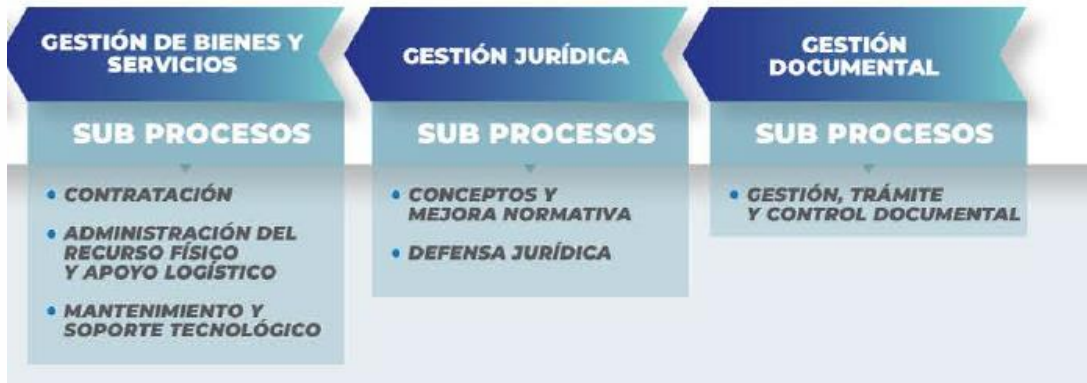 GESTIÓN DE BIENES Y
SERVICIOS
SUB PROCESOS
• CONTRATACIÓN
• ADMINISTRACIÓN DEL
RECURSO FÍSICO
Y APOYO LOGÍSTICO
• MANTENIMIENTO Y
SOPORTE TECNOLÓGICO
GESTIÓN JURÍDICA
SUB PROCESOS
• CONCEPTOS Y
MEJORA NORMATIVA
• DEFENSA JURÍDICA
GESTIÓN
DOCUMENTAL
SUB PROCESOS
• GESTIÓN, TRÁMITE
Y CONTROL DOCUMENTAL